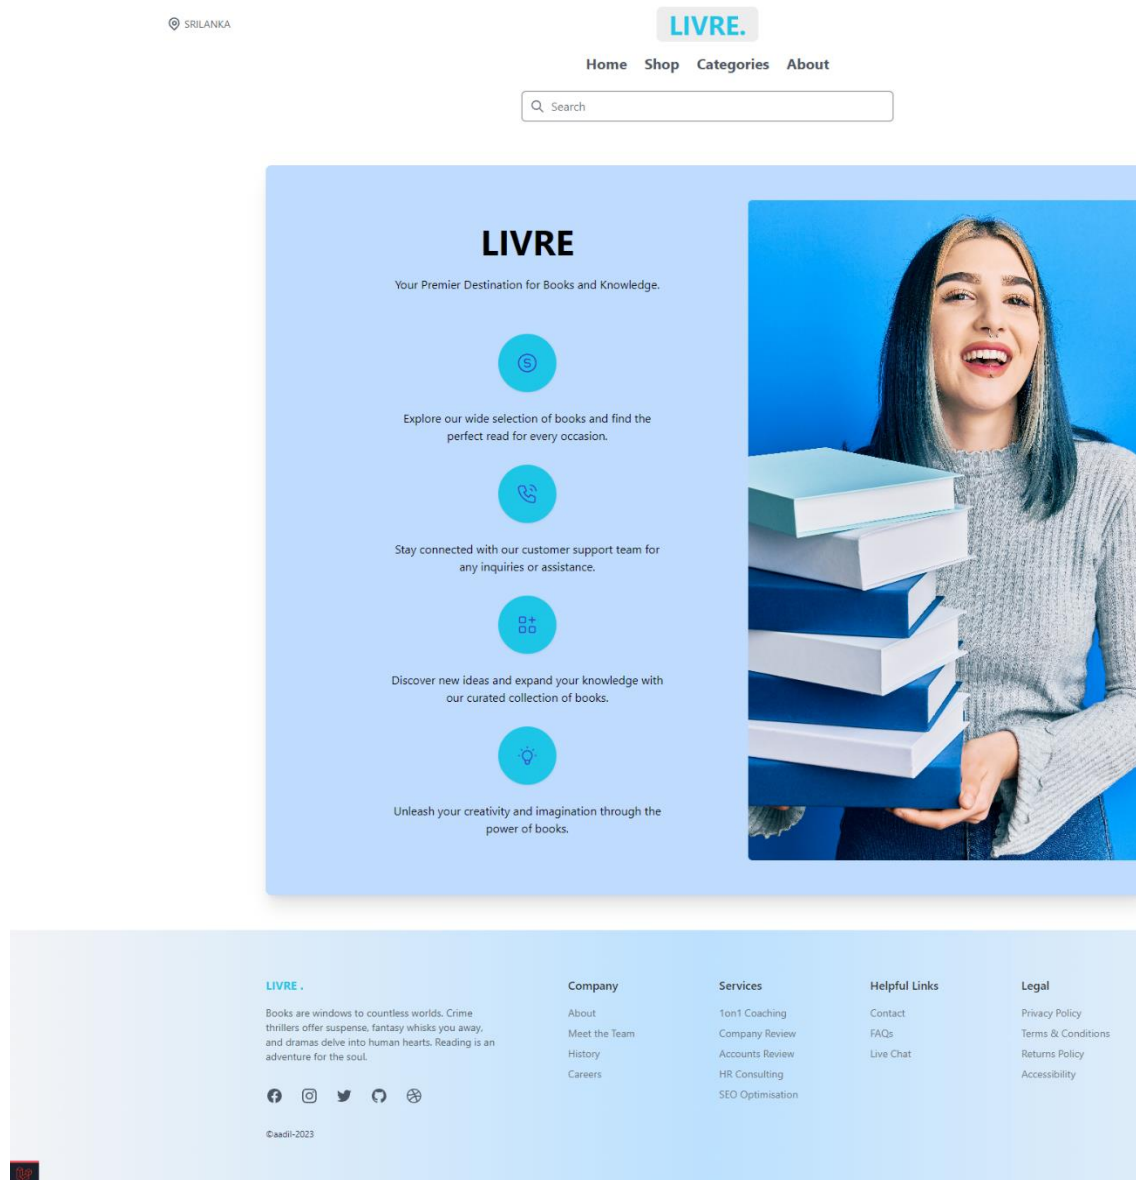 SRILANKA
LIVRE.
Home Shop Categories About
Search
LIVRE
Your Premier Destination for Books and Knowledge.
Explore our wide selection of books and find the
perfect read for every occasion.
Stay connected with our customer support team for
any inquiries or assistance.
Discover new ideas and expand your knowledge with
our curated collection of books.
Unleash your creativity and imagination through the
power of books.
LIVRE .
Books are windows to countless worlds. Crime
thrillers offer suspense, fantasy whisks you away,
and dramas delve into human hearts. Reading is an
adventure for the soul.
©aadil-2023
Company
About
Meet the Team
History
Careers
Services
1on1 Coaching
Company Review
Accounts Review
HR Consulting
SEO Optimisation
Helpful Links
Contact
FAQs
Live Chat
Legal
Privacy Policy
Terms & Conditions
Returns Policy
Accessibility